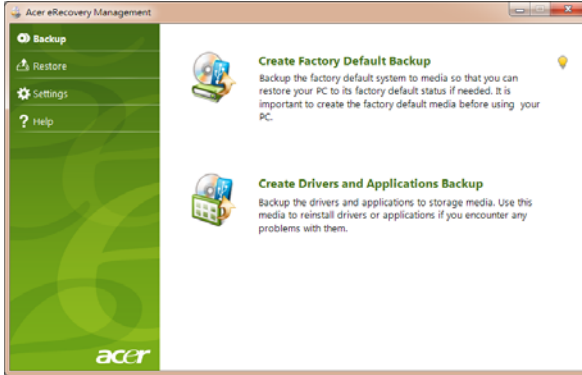 Acer eRecovery Management
Backup
Restore
Settings
? Help
Create Factory Default Backup
Backup the factory default system to media so that you can
restore your PC to its factory default status if needed. It is
important to create the factory default media before using your
PC.
Create Drivers and Applications Backup
Backup the drivers and applications to storage media. Use this
media to reinstall drivers or applications if you encounter any
problems with them.
acer